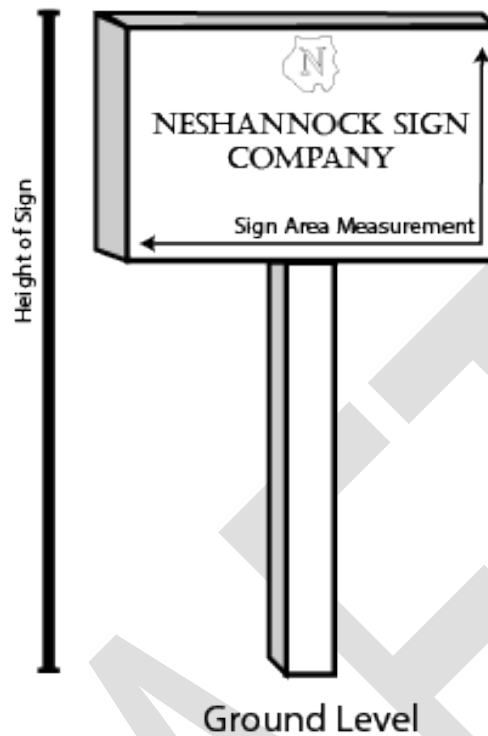 N
NESHANNOCK SIGN
COMPANY
Sign Area Measurement
Height of Sign
Ground Level